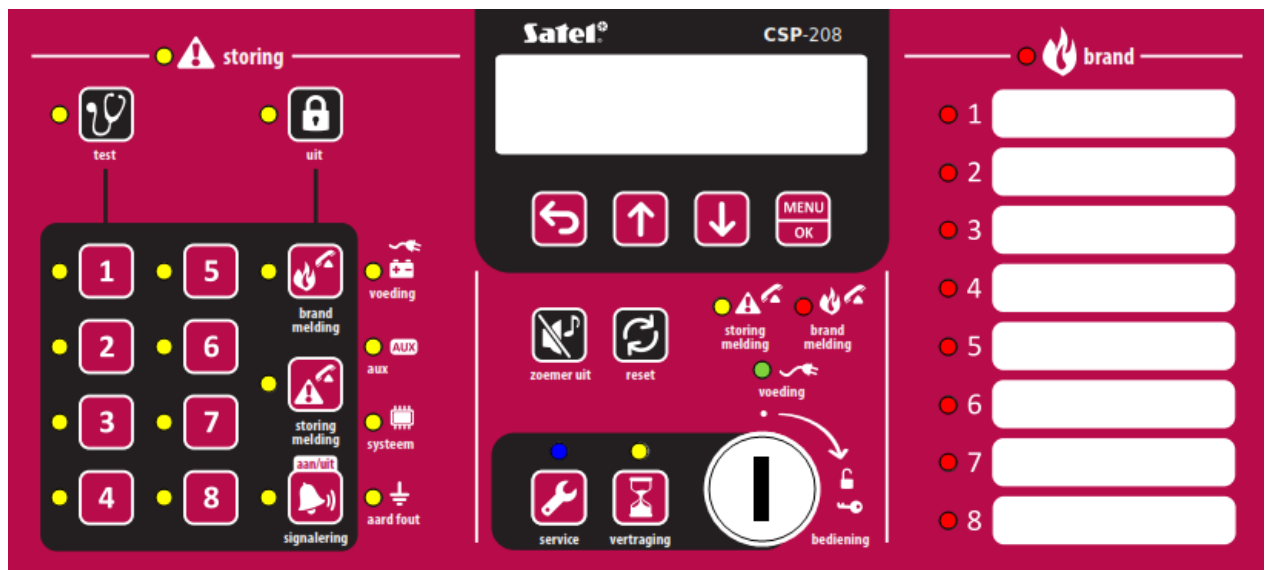 storing
test
uit
1
5
brand
melding
voeding
2
6
AUX
aux
3
7
storing
melding
systeem
aan/uit
4
8
signalering
aard fout
Satel®
CSP-208
MENU
OK
zoemer uit
reset
storing
melding
brand
melding
voeding
service
vertraging
bediening
brand
1
2
3
4
5
6
7
8